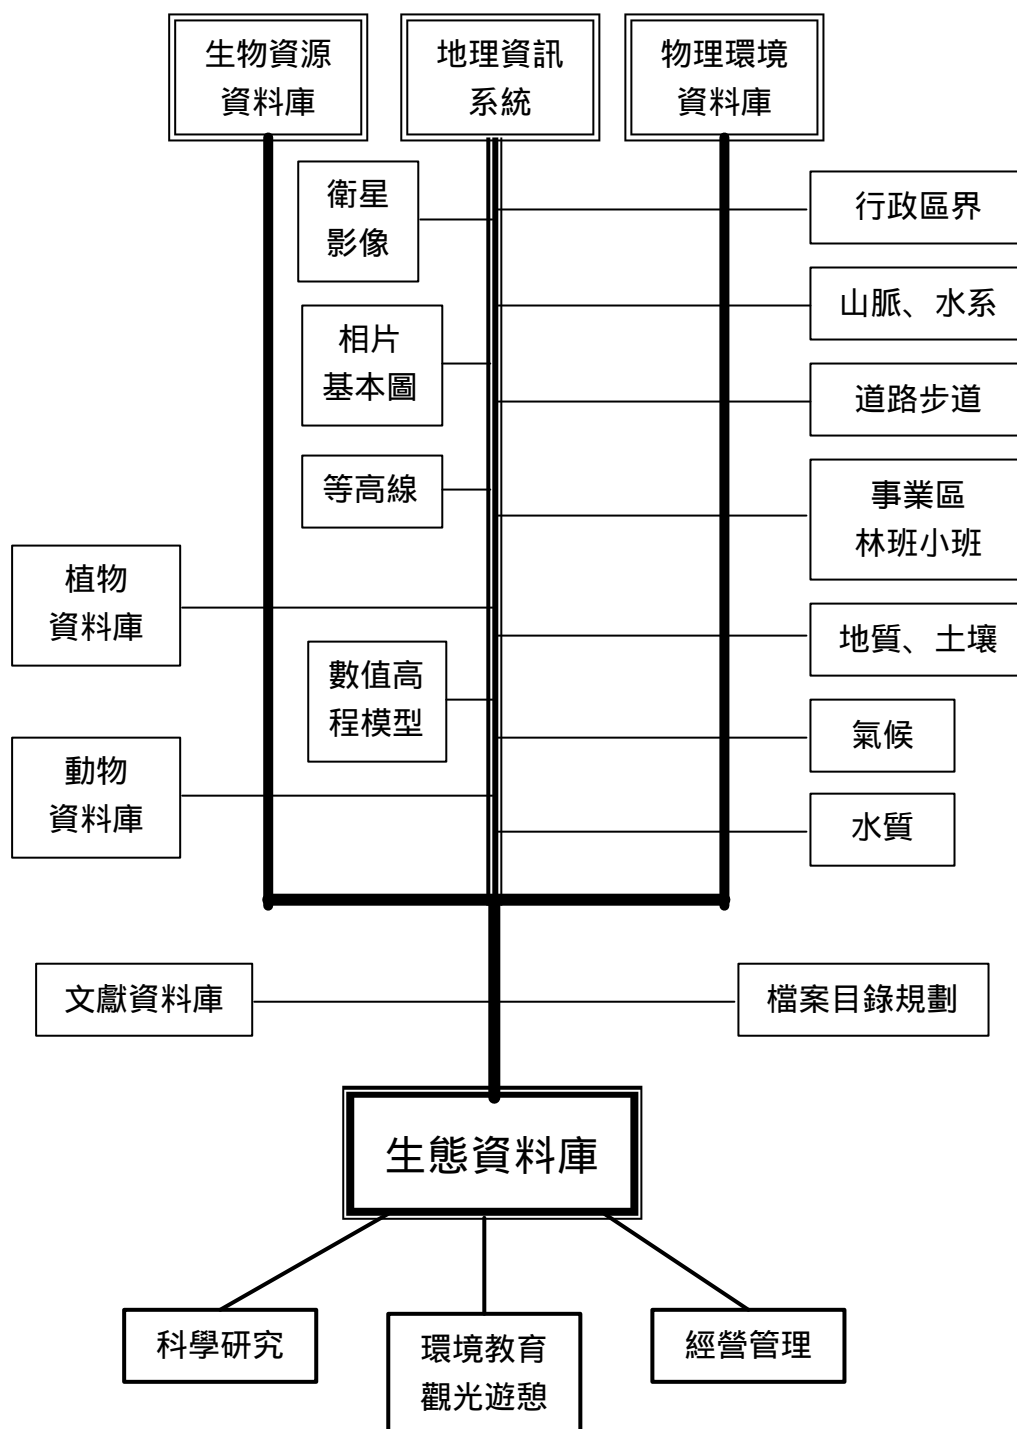 生物資源
資料庫
地理資訊
系統
物理環境
資料庫
衛星
影像
行政區界
山脈、水系
相片
基本圖
道路步道
等高線
事業區
林班小班
植物
資料庫
地質、土壤
數值高
程模型
氣候
動物
資料庫
水質
文獻資料庫
檔案目錄規劃
生態資料庫
科學研究
環境教育
觀光遊憩
經營管理